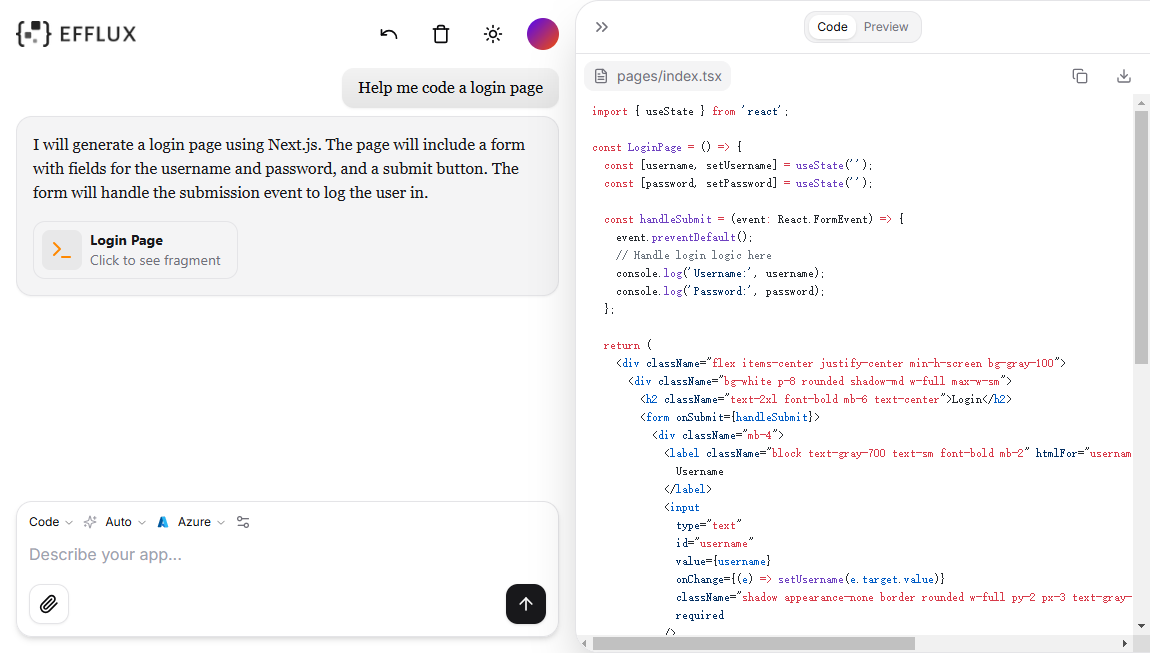 EFFLUX
Help me code a login page
I will generate a login page using Next.js. The page will include a form
with fields for the username and password, and a submit button. The
form will handle the submission event to log the user in.
Login Page
Click to see fragment
Code
Auto
Azure
Describe your app...
Code
Preview
pages/index.tsx
import { useState } from 'react';
const LoginPage = () => {
const [username, setUsername] = useState('');
const [password, setPassword] = useState('');
const handleSubmit = (event: React.FormEvent) => {
event.preventDefault();
// Handle login logic here
console.log('Username:', username);
console.log('Password:', password);
};
return (
<div className="flex items-center justify-center min-h-screen bg-gray-100">
<div className="bg-white p-8 rounded shadow-md w-full max-w-sm">
<h2 className="text-2xl font-bold mb-6 text-center">Login</h2>
<form onSubmit={handleSubmit}>
<div className="mb-4">
<label className="block text-gray-700 text-sm font-bold mb-2" htmlFor="usernam
Username
</label>
<input
type="text"
id="username"
value={username}
onChange={(e) => setUsername(e.target.value)}
className="shadow appearance-none border rounded w-full py-2 px-3 text-gray-
required
/>